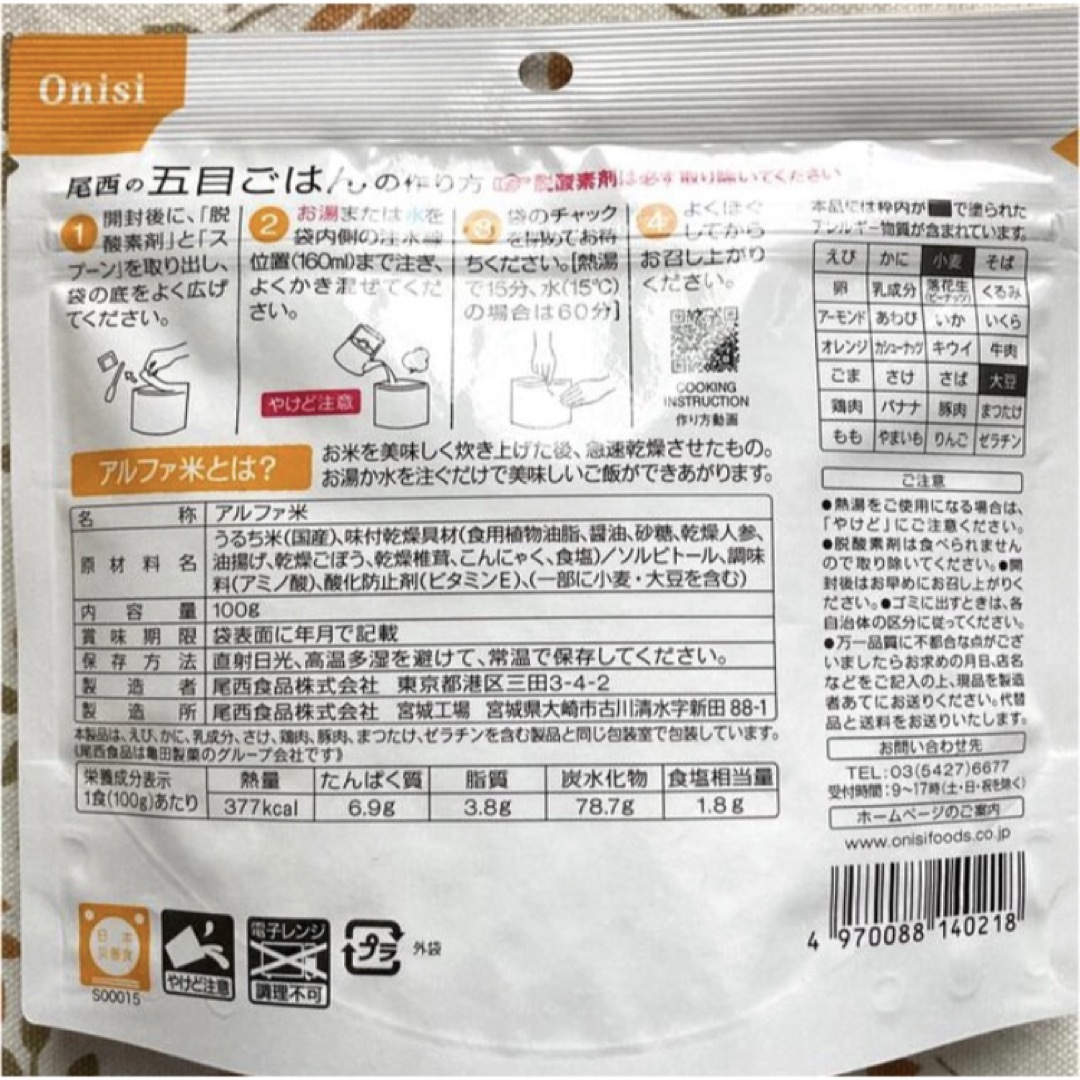 Onisi
尾西の五目ごはんの作り方 ☞脱酸素剤は必ず取り除いてください
1 開封後に、「脱
酸素剤」と「ス
プーン」を取り出し、
袋の底をよく広げ
てください。
2 お湯または水を
袋内側の注水線
位置(160ml)まで注ぎ、
よくかき混ぜてくだ
さい。
やけど注意
3 袋のチャック
を閉めてお待
ちください。[熱湯
で15分、水(15℃)
の場合は60分]
4 よくほぐ
してから
お召し上がり
ください。
COOKING
INSTRUCTION
作り方動画
アルファ米とは?
お米を美味しく炊き上げた後、急速乾燥させたもの。
お湯か水を注ぐだけで美味しいご飯ができあがります。
名称 アルファ米
原材料名 うるち米(国産)、味付乾燥具材(食用植物油脂、醤油、砂糖、乾燥人参、
油揚げ、乾燥ごぼう、乾燥椎茸、こんにゃく、食塩)/ソルビトール、調味
料(アミノ酸)、酸化防止剤(ビタミンE)、(一部に小麦・大豆を含む)
内容量 100g
賞味期限 袋表面に年月で記載
保存方法 直射日光、高温多湿を避けて、常温で保存してください。
製造者 尾西食品株式会社 東京都港区三田3-4-2
製造所 尾西食品株式会社 宮城工場 宮城県大崎市古川清水字新田88-1
本製品は、えび、かに、乳成分、さけ、鶏肉、豚肉、まつたけ、ゼラチンを含む製品と同じ包装室で包装しています。
《尾西食品は亀田製菓のグループ会社です》
栄養成分表示
1食(100g)あたり
熱量 たんぱく質 脂質 炭水化物 食塩相当量
377kcal 6.9g 3.8g 78.7g 1.8g
本品には枠内が■で塗られた
アレルギー物質が含まれています。
えび かに 小麦 そば
卵 乳成分 落花生(ピーナッツ) くるみ
アーモンド あわび いか いくら
オレンジ カシューナッツ キウイ 牛肉
ごま さけ さば 大豆
鶏肉 バナナ 豚肉 まつたけ
もも やまいも りんご ゼラチン
ご注意
●熱湯をご使用になる場合は、
「やけど」にご注意ください。
●脱酸素剤は食べられません
ので取り除いてください。●開
封後はお早めにお召し上がりく
ださい。●ゴミに出すときは、各
自治体の区分に従ってください。
●万一品質に不都合な点がござ
いましたらお求めの月日、店名
などをご記入の上、現品を製造
者あてにお送りください。代替
品と送料をお送りいたします。
お問い合わせ先
TEL:03(5427)6677
受付時間:9〜17時(土・日・祝を除く)
ホームページのご案内
www.onisifoods.co.jp
4 970088 140218
日本
災害食
S00015
やけど注意
電子レンジ
調理不可
プラ
外袋